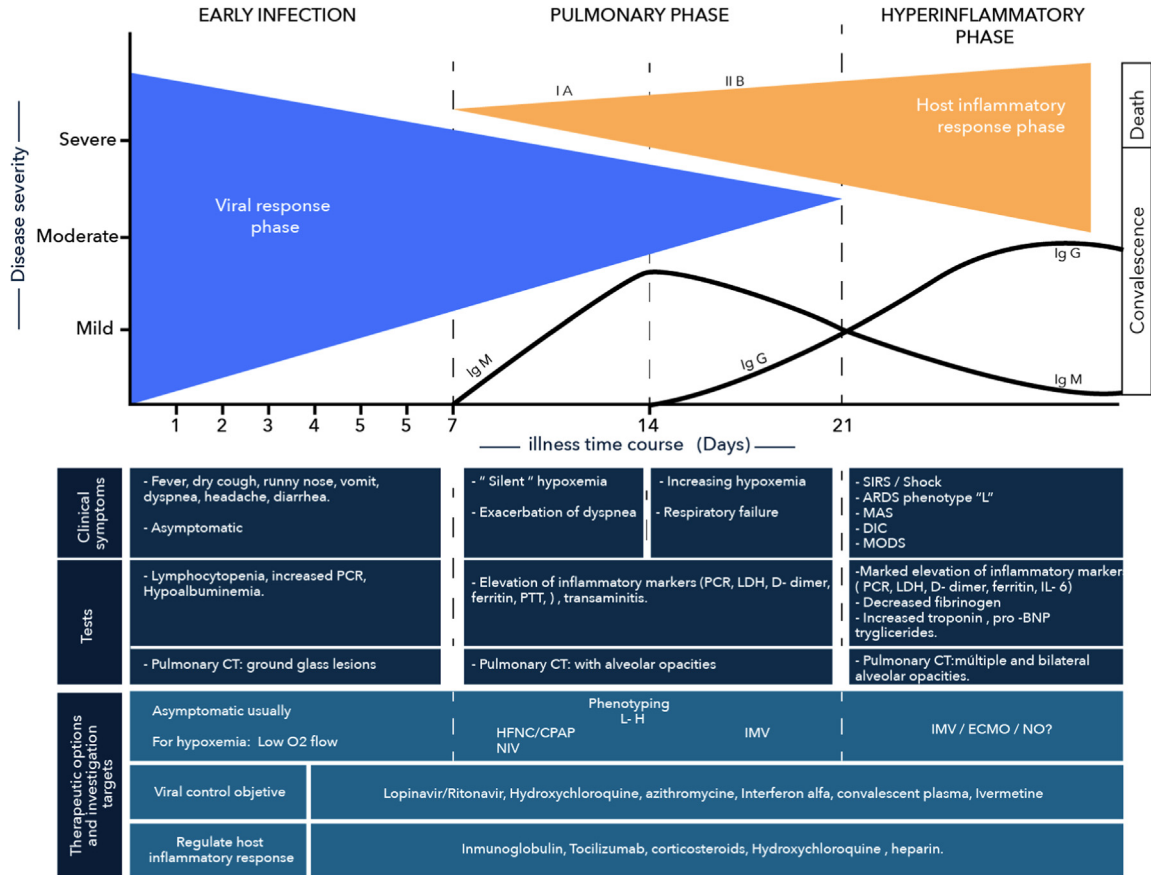 EARLY INFECTION
PULMONARY PHASE
HYPERINFLAMMATORY
PHASE
I A
II B
Host inflammatory
response phase
Death
Convalescence
Disease severity
Severe
Moderate
Mild
Viral response
phase
Ig M
Ig G
Ig G
Ig M
1
2
3
4
5
5
7
14
21
illness time course (Days)
Clinical
symptoms
- Fever, dry cough, runny nose, vomit,
dyspnea, headache, diarrhea.
- Asymptomatic
- " Silent " hypoxemia
- Exacerbation of dyspnea
- Increasing hypoxemia
- Respiratory failure
- SIRS / Shock
- ARDS phenotype "L"
- MAS
- DIC
- MODS
Tests
- Lymphocytopenia, increased PCR,
Hypoalbuminemia.
- Elevation of inflammatory markers (PCR, LDH, D- dimer,
ferritin, PTT, ) , transaminitis.
-Marked elevation of inflammatory marker
( PCR, LDH, D- dimer, ferritin, IL- 6)
- Decreased fibrinogen
- Increased troponin , pro -BNP
tryglicerides.
- Pulmonary CT: ground glass lesions
- Pulmonary CT: with alveolar opacities
- Pulmonary CT:múltiple and bilateral
alveolar opacities.
Therapeutic options
and investigation
targets
Asymptomatic usually
For hypoxemia: Low O2 flow
Phenotyping
L- H
HFNC/CPAP
NIV
IMV
IMV / ECMO / NO?
Viral control objetive
Lopinavir/Ritonavir, Hydroxychloroquine, azithromycine, Interferon alfa, convalescent plasma, Ivermetine
Regulate host
inflammatory response
Inmunoglobulin, Tocilizumab, corticosteroids, Hydroxychloroquine , heparin.